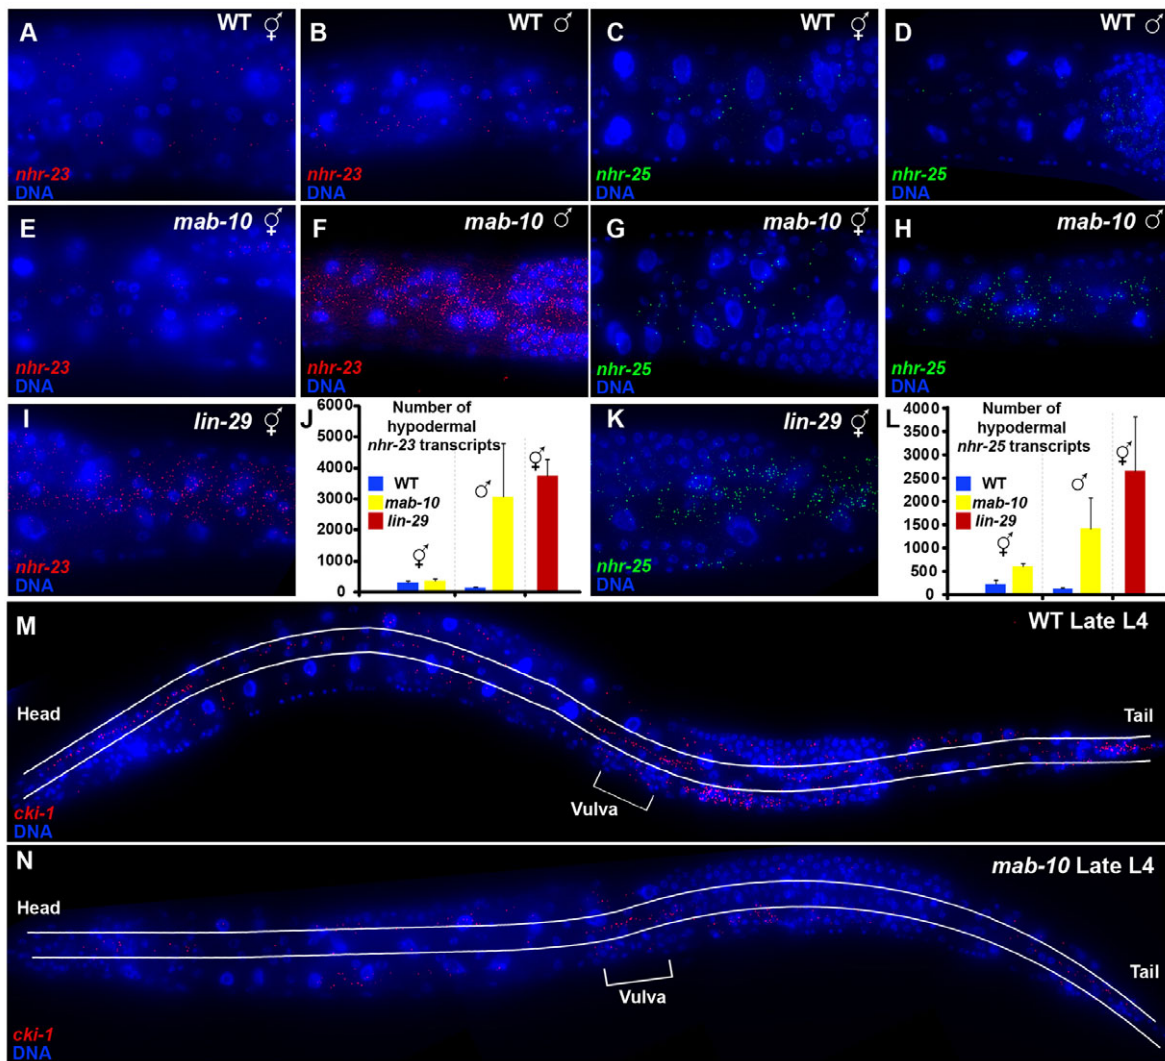 A WT ⚥
nhr-23
DNA
B WT ♂
nhr-23
DNA
C WT ⚥
nhr-25
DNA
D WT ♂
nhr-25
DNA
E mab-10 ⚥
nhr-23
DNA
F mab-10 ♂
nhr-23
DNA
G mab-10 ⚥
nhr-25
DNA
H mab-10 ♂
nhr-25
DNA
I lin-29 ⚥
nhr-23
DNA
J
Number of
hypodermal
nhr-23 transcripts
6000
5000
4000
3000
2000
1000
0
WT
mab-10
lin-29
⚥
♂
⚥
K lin-29 ⚥
nhr-25
DNA
L
Number of
hypodermal
nhr-25 transcripts
4000
3500
3000
2500
2000
1500
1000
500
0
WT
mab-10
lin-29
⚥
♂
⚥
M WT Late L4
Head
Tail
Vulva
cki-1
DNA
N mab-10 Late L4
Head
Tail
Vulva
cki-1
DNA